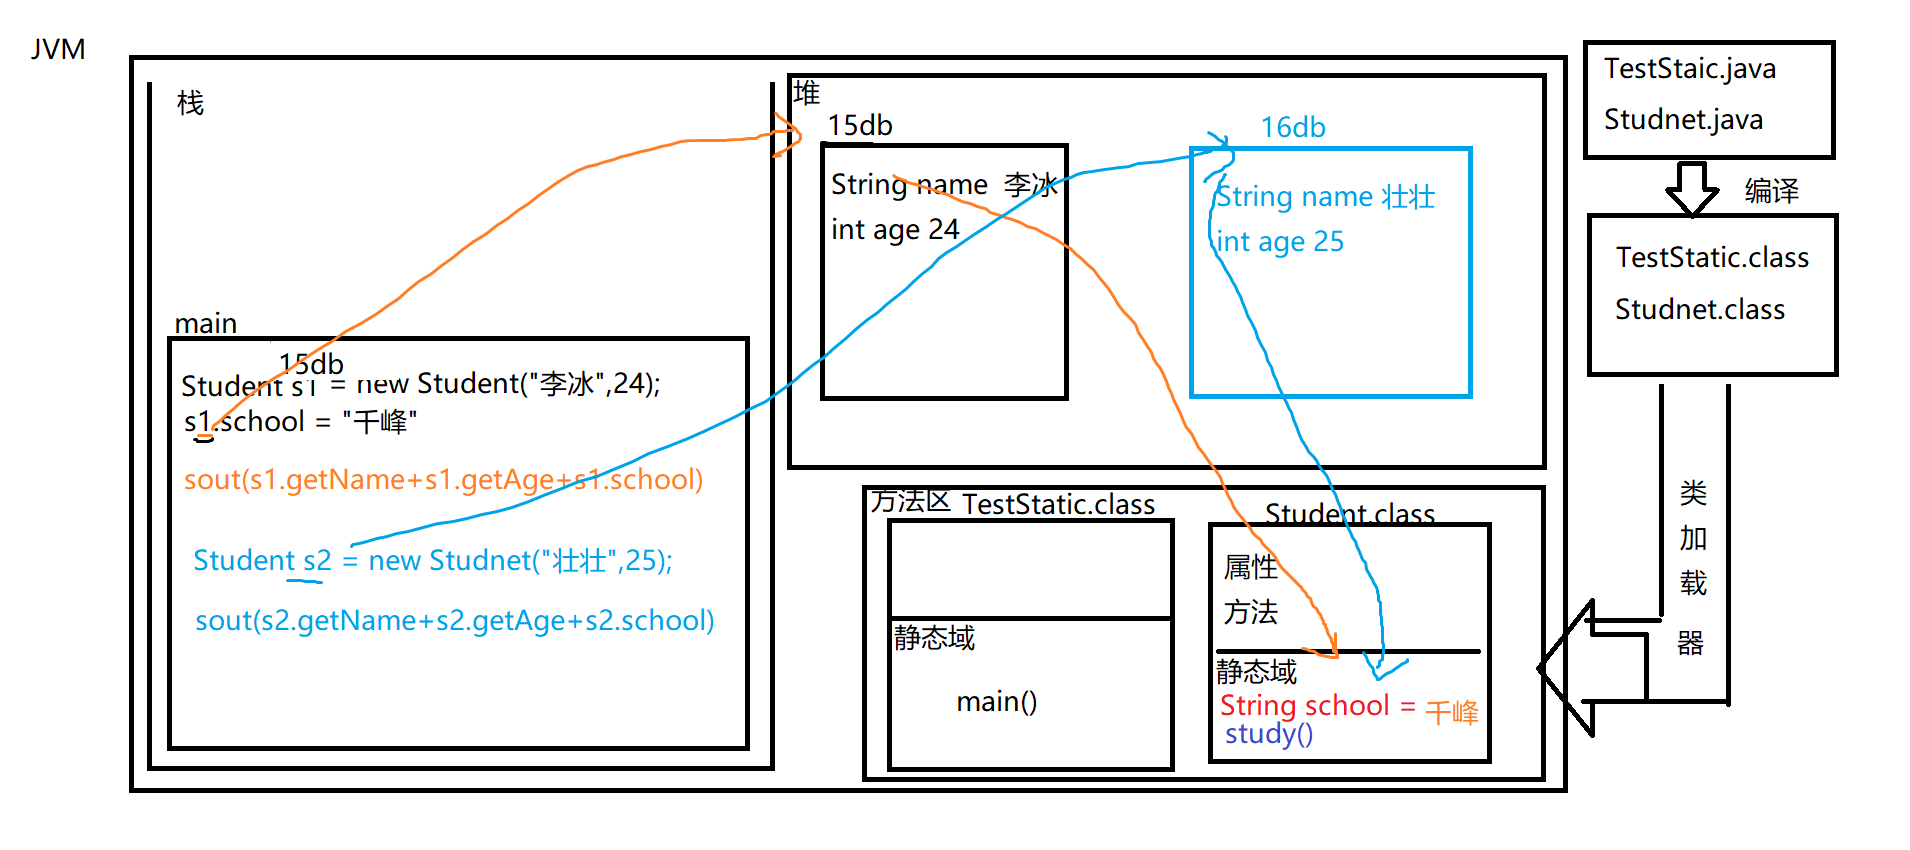 JVM
栈
main
15db
Student s1 = new Student("李冰",24);
s1.school = "千峰"
sout(s1.getName+s1.getAge+s1.school)
Student s2 = new Studnet("壮壮",25);
sout(s2.getName+s2.getAge+s2.school)
堆
15db
String name 李冰
int age 24
16db
String name 壮壮
int age 25
方法区
TestStatic.class
静态域
main()
Student.class
属性
方法
静态域
String school = 千峰
study()
TestStaic.java
Studnet.java
编译
TestStatic.class
Studnet.class
类
加
载
器